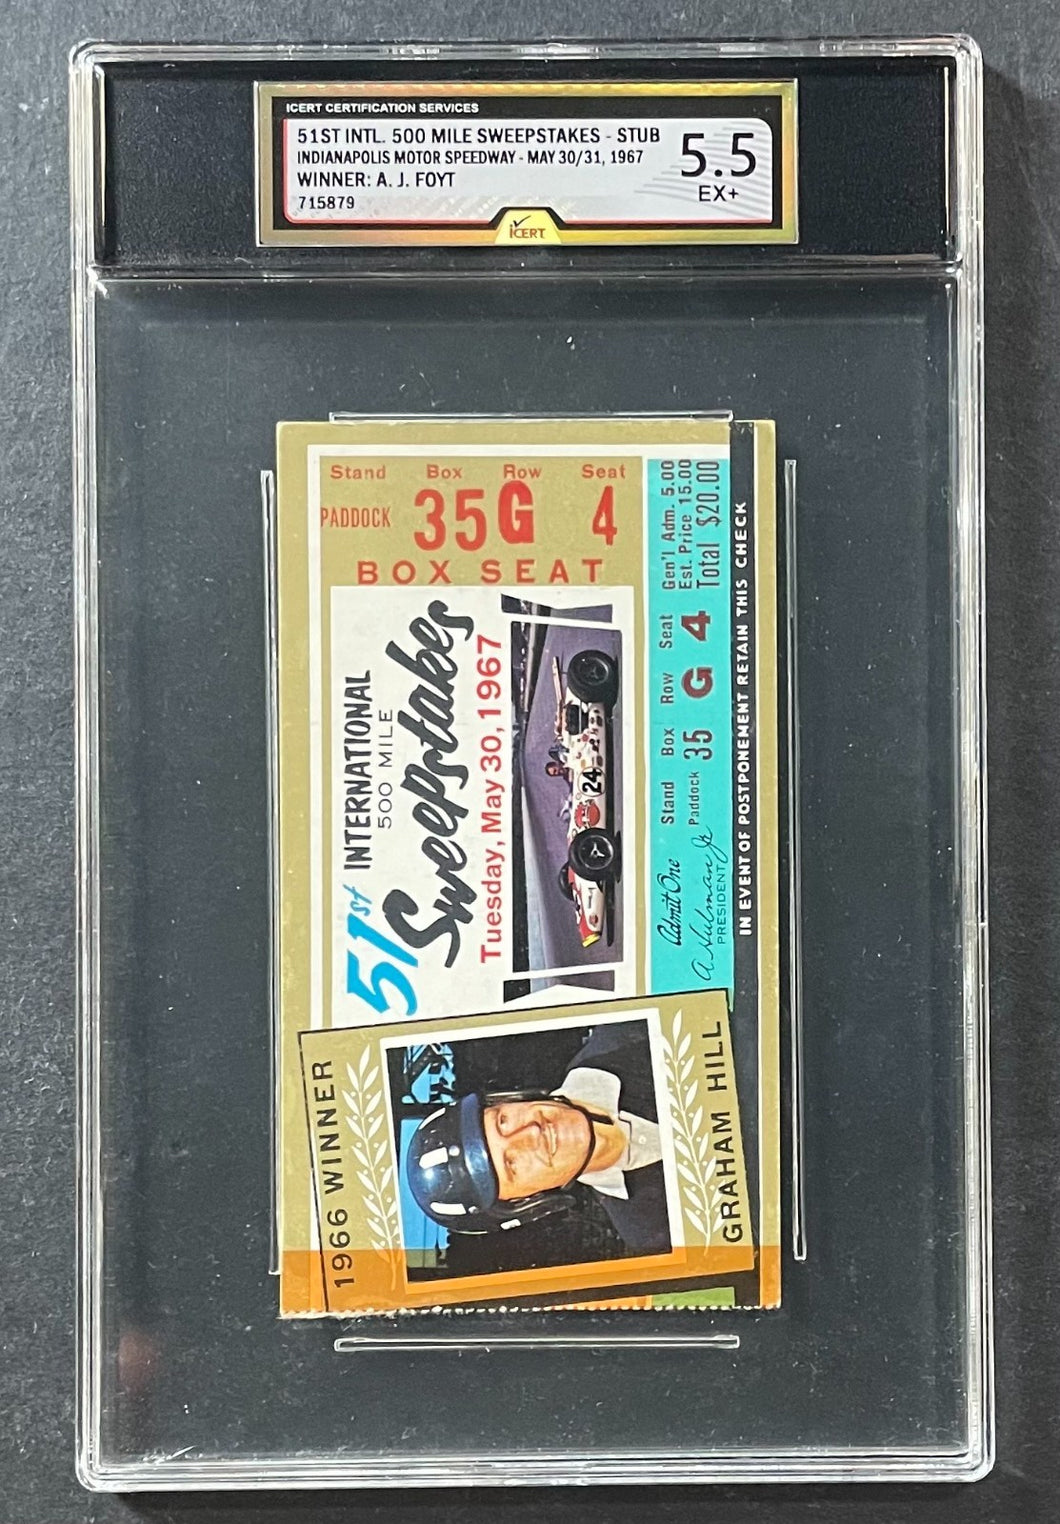 ICERT CERTIFICATION SERVICES
51ST INTL. 500 MILE SWEEPSTAKES - STUB
INDIANAPOLIS MOTOR SPEEDWAY - MAY 30/31, 1967
WINNER: A. J. FOYT
715879
5.5
EX+
iCERT
Stand Box Row Seat
PADDOCK 35 G 4
BOX SEAT
51st INTERNATIONAL
500 MILE
Sweepstakes
Tuesday, May 30, 1967
24
Admit One
Stand Box Row Seat
Paddock 35 G 4
Gen'l Adm. 5.00
Est. Price 15.00
Total $20.00
A Hulman Jr
PRESIDENT
IN EVENT OF POSTPONEMENT RETAIN THIS CHECK
1966 WINNER
GRAHAM HILL